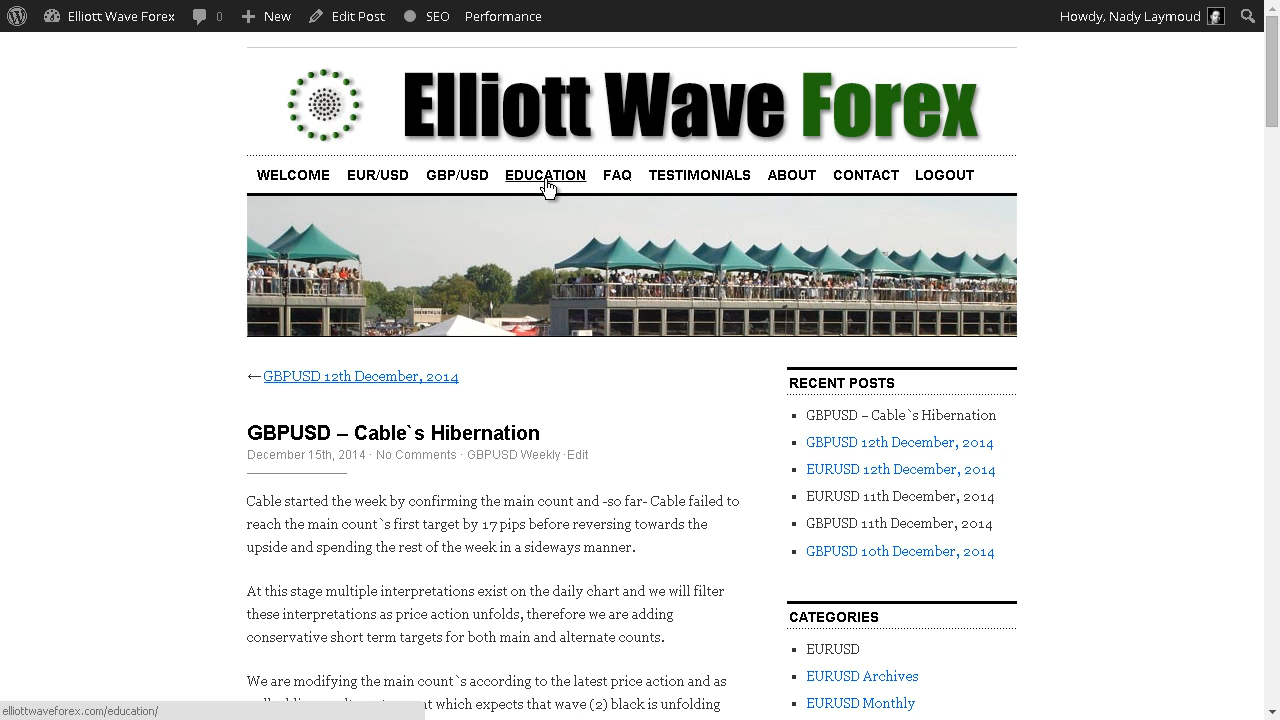 Elliott Wave Forex 0 New Edit Post SEO Performance Howdy, Nady Laymoud
Elliott Wave Forex
WELCOME EUR/USD GBP/USD EDUCATION FAQ TESTIMONIALS ABOUT CONTACT LOGOUT
←GBPUSD 12th December, 2014
GBPUSD – Cable`s Hibernation
December 15th, 2014 · No Comments · GBPUSD Weekly ·Edit
Cable started the week by confirming the main count and -so far- Cable failed to
reach the main count`s first target by 17 pips before reversing towards the
upside and spending the rest of the week in a sideways manner.
At this stage multiple interpretations exist on the daily chart and we will filter
these interpretations as price action unfolds, therefore we are adding
conservative short term targets for both main and alternate counts.
We are modifying the main count`s according to the latest price action and as
which expects that wave (2) black is unfolding
RECENT POSTS
GBPUSD – Cable`s Hibernation
GBPUSD 12th December, 2014
EURUSD 12th December, 2014
EURUSD 11th December, 2014
GBPUSD 11th December, 2014
GBPUSD 10th December, 2014
CATEGORIES
EURUSD
EURUSD Archives
EURUSD Monthly
elliottwaveforex.com/education/